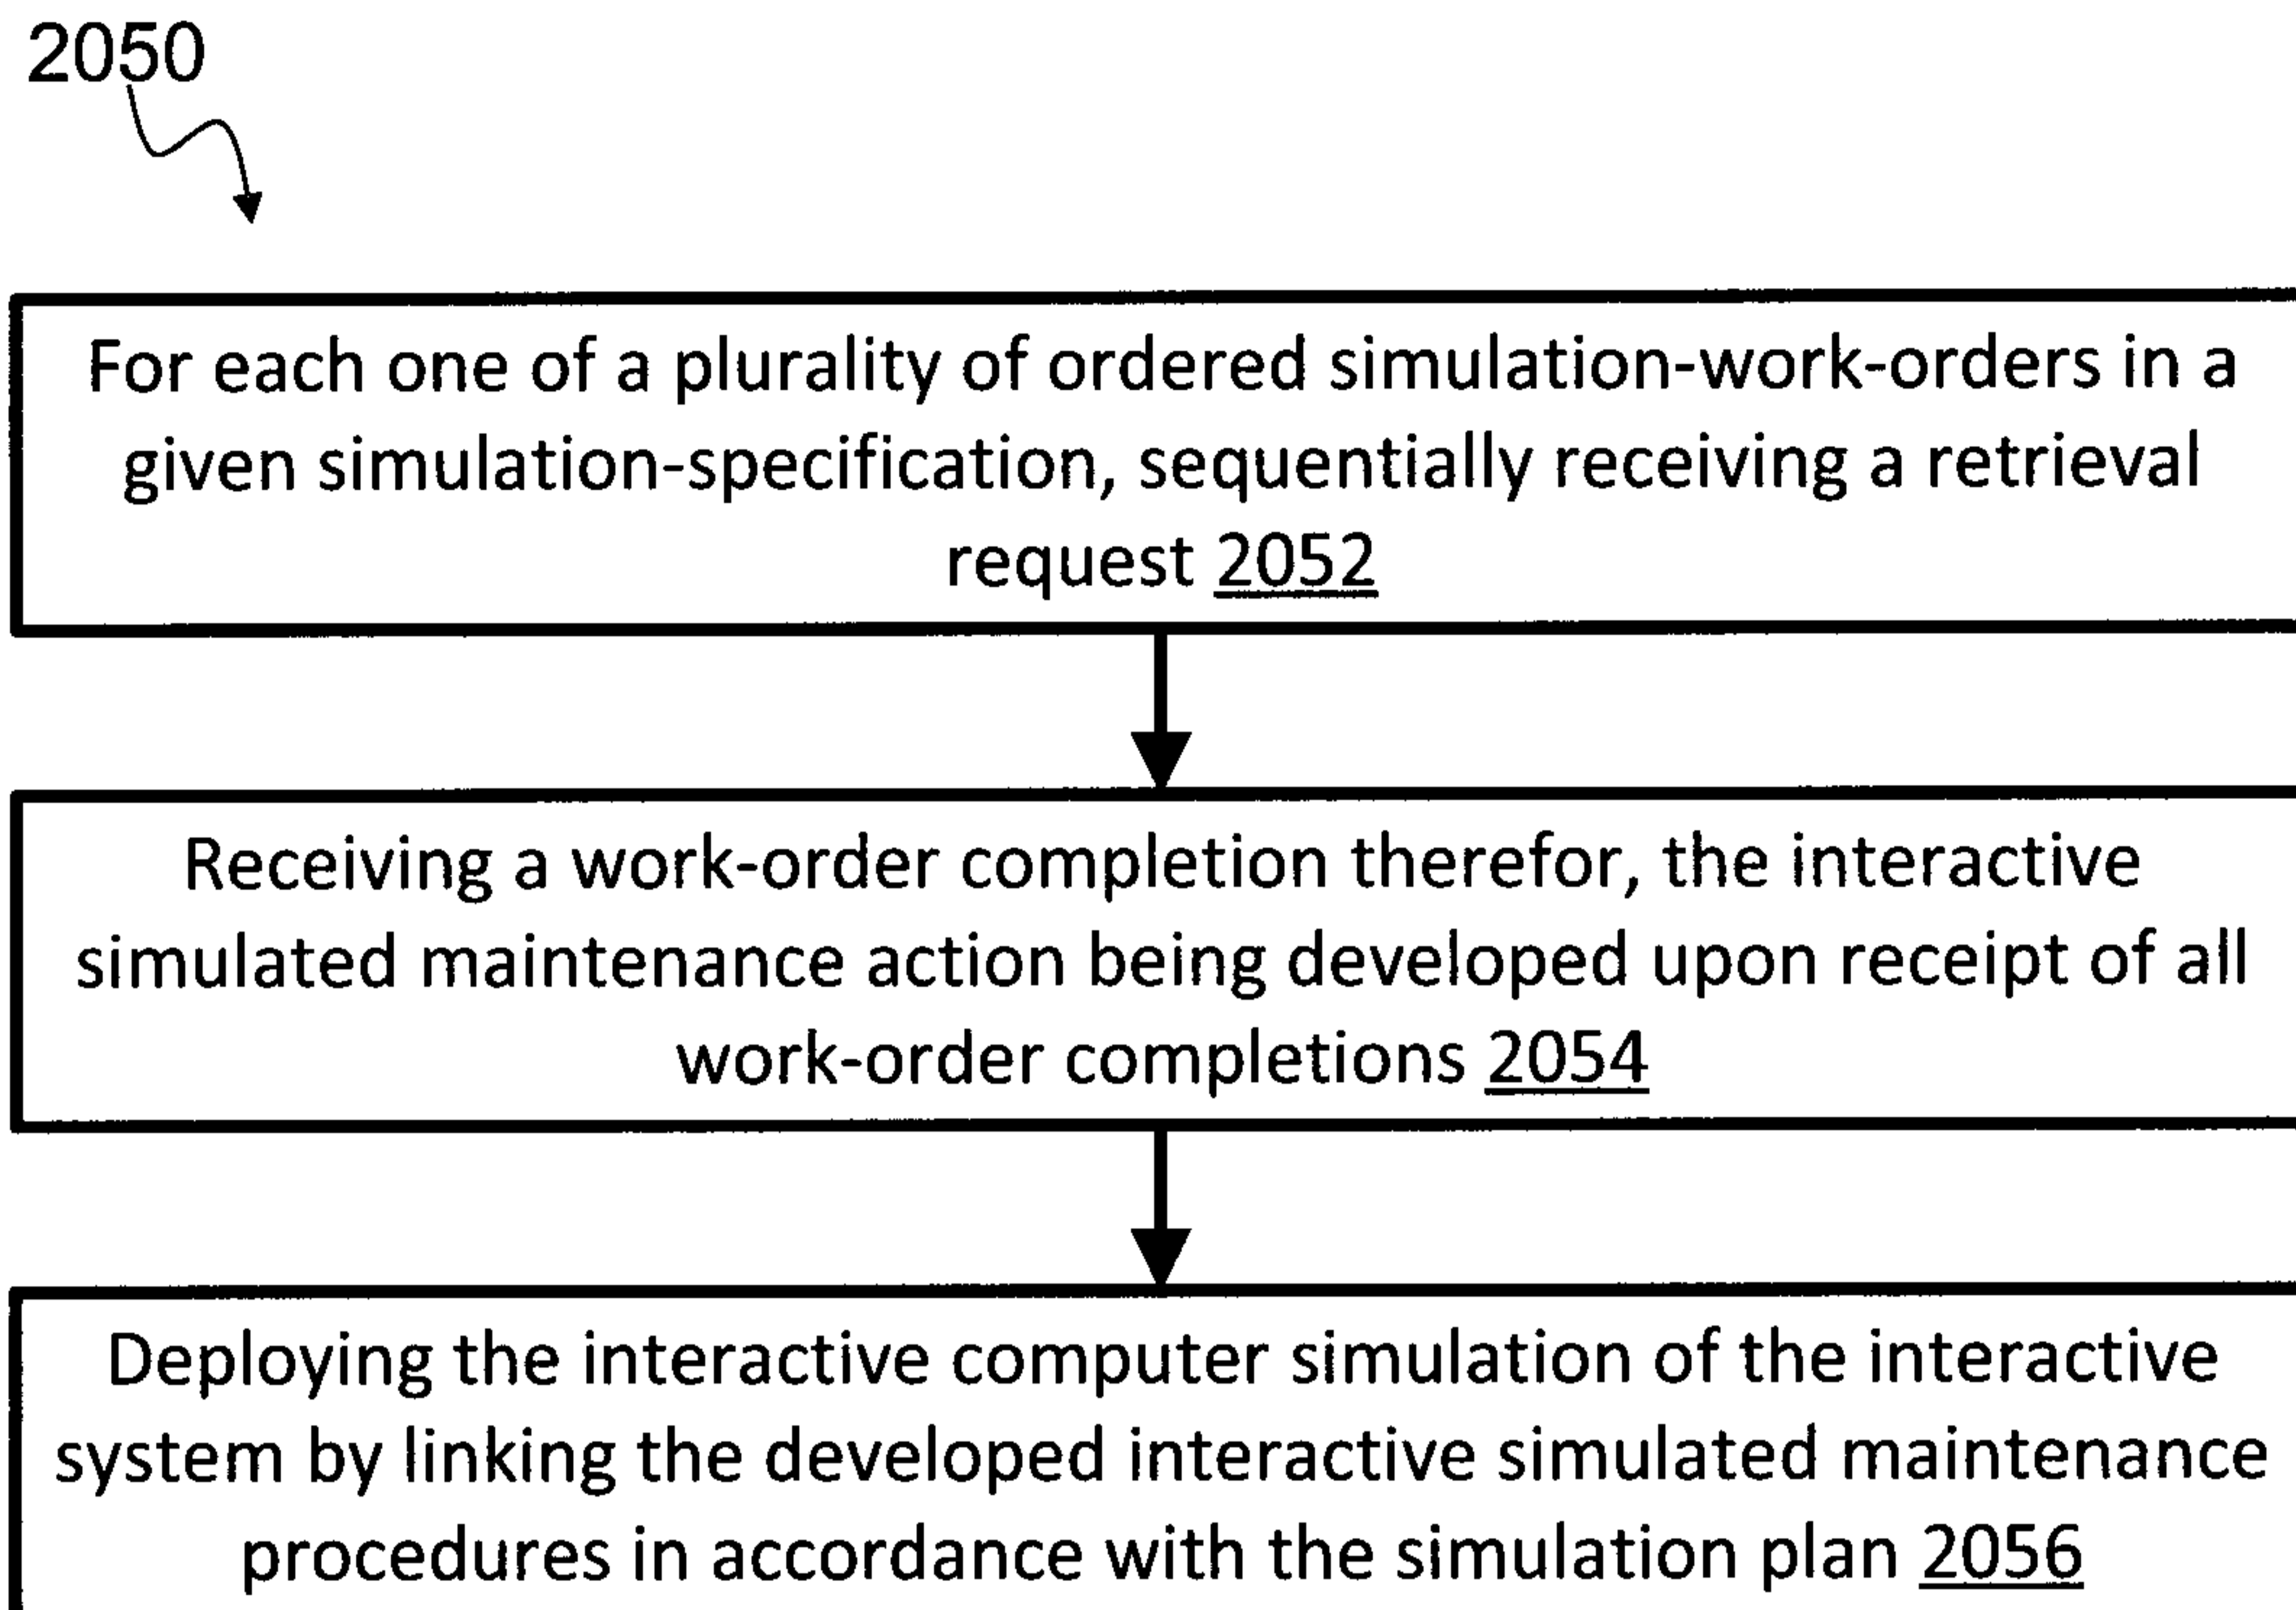 2050
For each one of a plurality of ordered simulation-work-orders in a
given simulation-specification, sequentially receiving a retrieval
request 2052
Receiving a work-order completion therefor, the interactive
simulated maintenance action being developed upon receipt of all
work-order completions 2054
Deploying the interactive computer simulation of the interactive
system by linking the developed interactive simulated maintenance
procedures in accordance with the simulation plan 2056